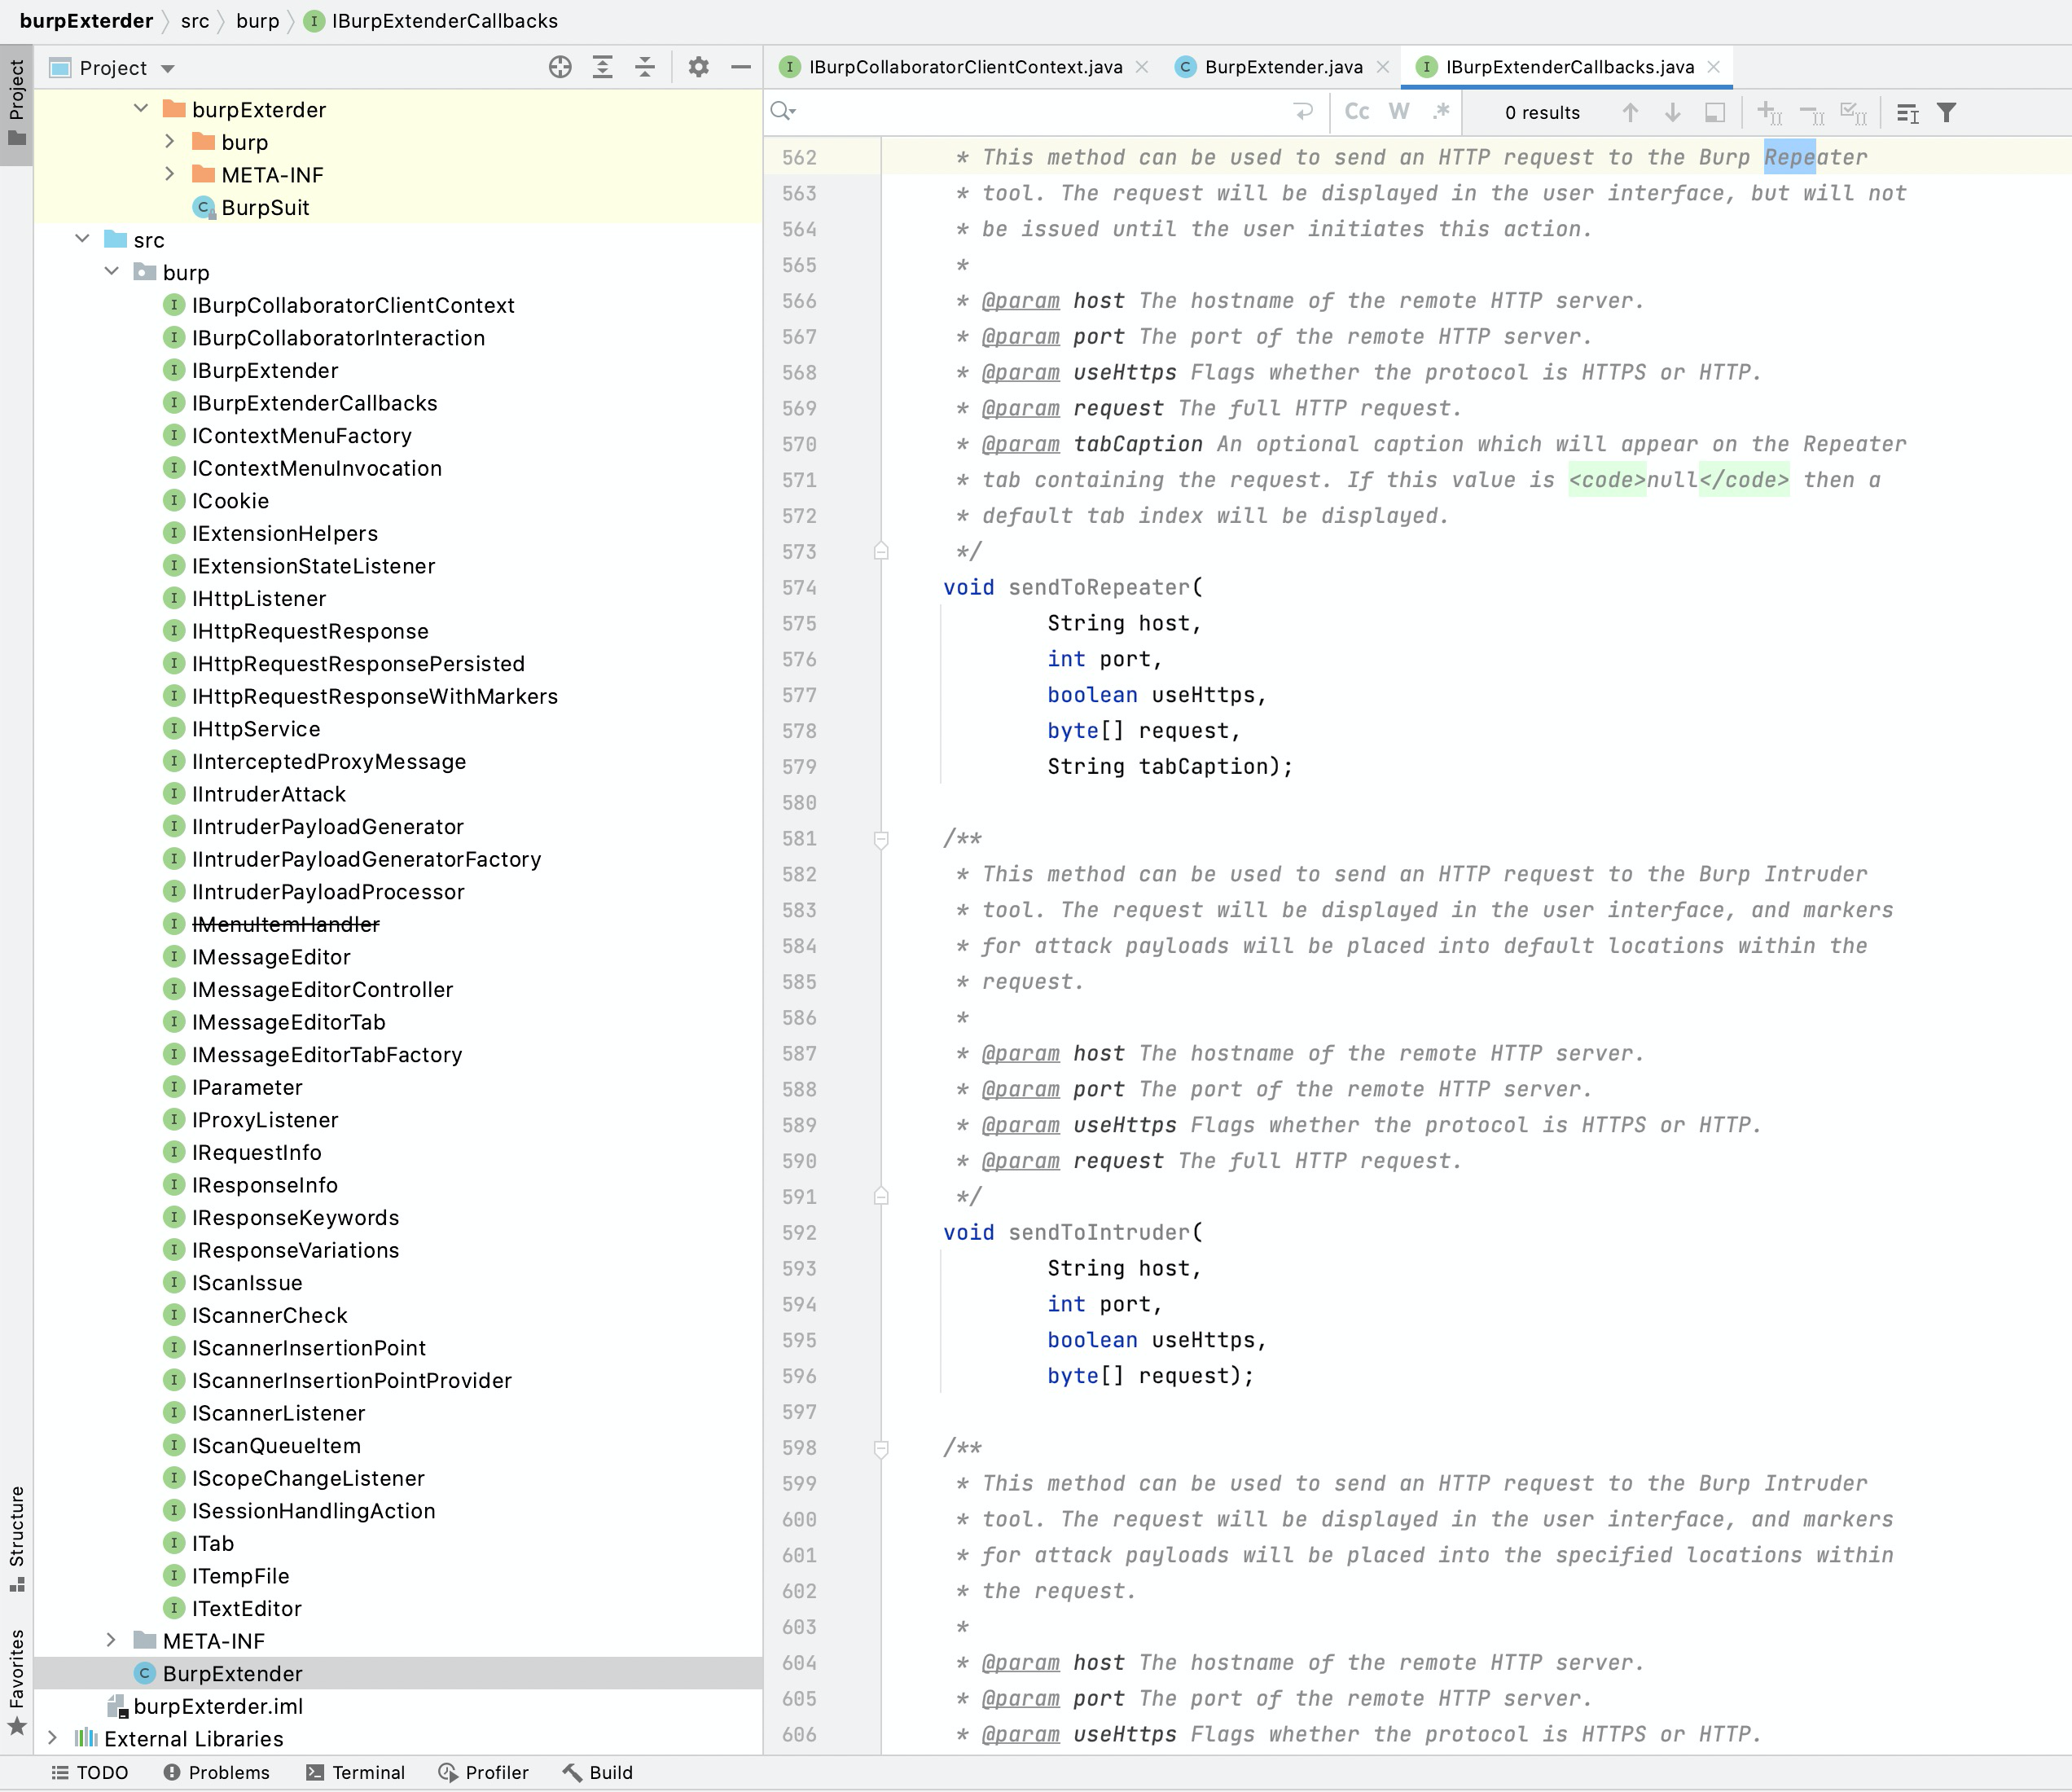 burpExterder src burp IBurpExtenderCallbacks
Project
Structure
Favorites
Project
burpExterder
burp
META-INF
BurpSuit
src
burp
IBurpCollaboratorClientContext
IBurpCollaboratorInteraction
IBurpExtender
IBurpExtenderCallbacks
IContextMenuFactory
IContextMenuInvocation
ICookie
IExtensionHelpers
IExtensionStateListener
IHttpListener
IHttpRequestResponse
IHttpRequestResponsePersisted
IHttpRequestResponseWithMarkers
IHttpService
IInterceptedProxyMessage
IIntruderAttack
IIntruderPayloadGenerator
IIntruderPayloadGeneratorFactory
IIntruderPayloadProcessor
IMenuItemHandler
IMessageEditor
IMessageEditorController
IMessageEditorTab
IMessageEditorTabFactory
IParameter
IProxyListener
IRequestInfo
IResponseInfo
IResponseKeywords
IResponseVariations
IScanIssue
IScannerCheck
IScannerInsertionPoint
IScannerInsertionPointProvider
IScannerListener
IScanQueueItem
IScopeChangeListener
ISessionHandlingAction
ITab
ITempFile
ITextEditor
META-INF
BurpExtender
burpExterder.iml
External Libraries
IBurpCollaboratorClientContext.java BurpExtender.java IBurpExtenderCallbacks.java
Cc W .* 0 results
562 * This method can be used to send an HTTP request to the Burp Repeater
563 * tool. The request will be displayed in the user interface, but will not
564 * be issued until the user initiates this action.
565 *
566 * @param host The hostname of the remote HTTP server.
567 * @param port The port of the remote HTTP server.
568 * @param useHttps Flags whether the protocol is HTTPS or HTTP.
569 * @param request The full HTTP request.
570 * @param tabCaption An optional caption which will appear on the Repeater
571 * tab containing the request. If this value is <code>null</code> then a
572 * default tab index will be displayed.
573 */
574 void sendToRepeater(
575 String host,
576 int port,
577 boolean useHttps,
578 byte[] request,
579 String tabCaption);
580
581 /**
582 * This method can be used to send an HTTP request to the Burp Intruder
583 * tool. The request will be displayed in the user interface, and markers
584 * for attack payloads will be placed into default locations within the
585 * request.
586 *
587 * @param host The hostname of the remote HTTP server.
588 * @param port The port of the remote HTTP server.
589 * @param useHttps Flags whether the protocol is HTTPS or HTTP.
590 * @param request The full HTTP request.
591 */
592 void sendToIntruder(
593 String host,
594 int port,
595 boolean useHttps,
596 byte[] request);
597
598 /**
599 * This method can be used to send an HTTP request to the Burp Intruder
600 * tool. The request will be displayed in the user interface, and markers
601 * for attack payloads will be placed into the specified locations within
602 * the request.
603 *
604 * @param host The hostname of the remote HTTP server.
605 * @param port The port of the remote HTTP server.
606 * @param useHttps Flags whether the protocol is HTTPS or HTTP.
TODO Problems Terminal Profiler Build